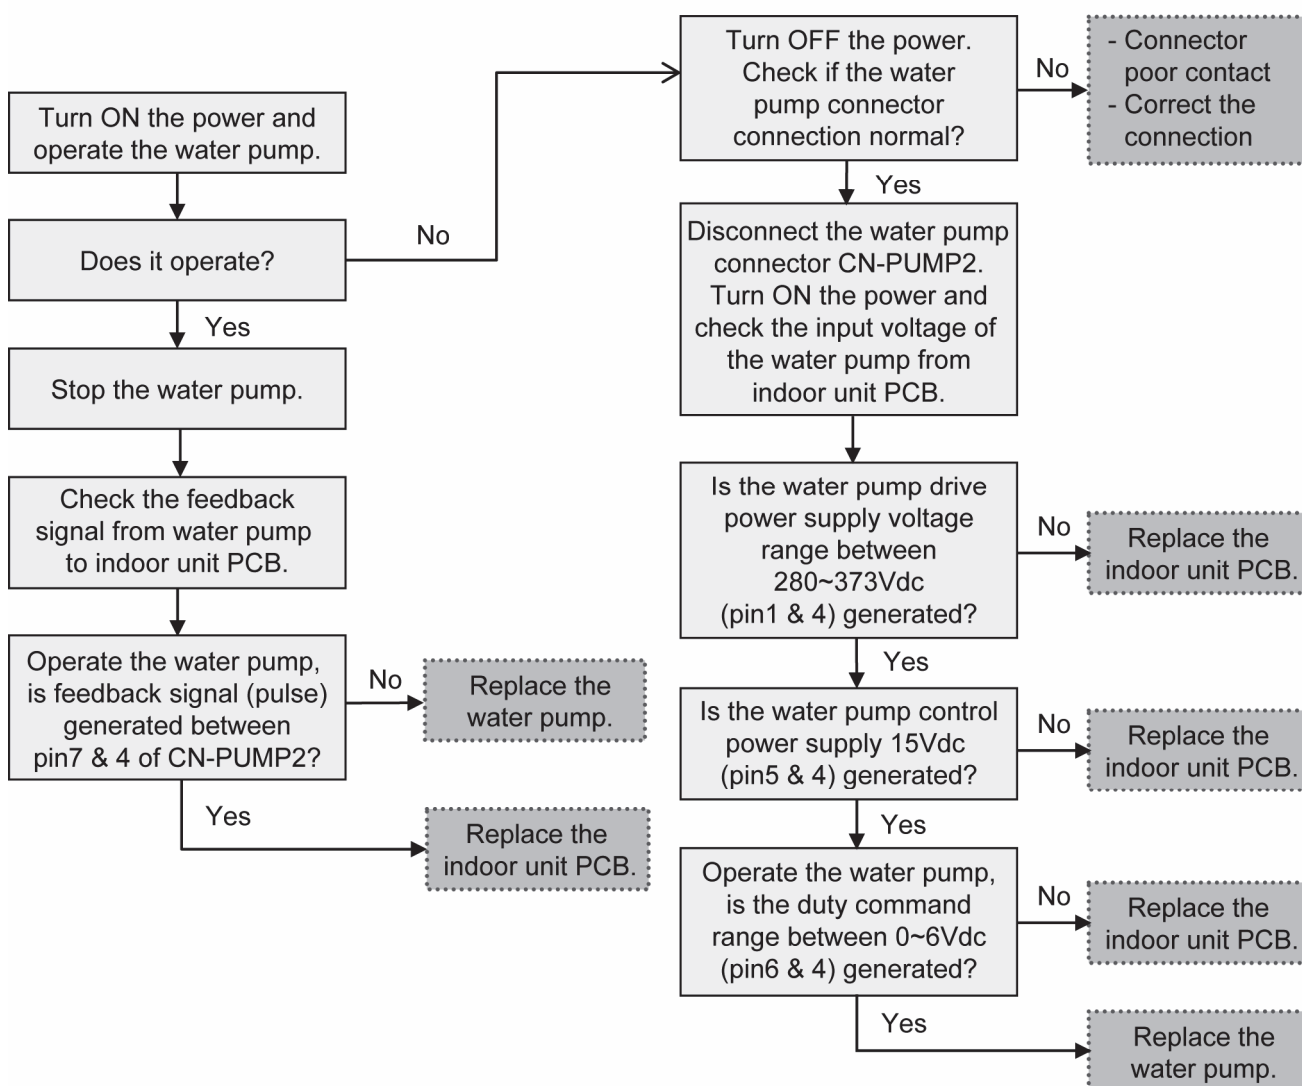 Turn ON the power and
operate the water pump.
Does it operate?
No
Yes
Stop the water pump.
Check the feedback
signal from water pump
to indoor unit PCB.
Operate the water pump,
is feedback signal (pulse)
generated between
pin7 & 4 of CN-PUMP2?
No
Replace the
water pump.
Yes
Replace the
indoor unit PCB.
Turn OFF the power.
Check if the water
pump connector
connection normal?
No
- Connector
poor contact
- Correct the
connection
Yes
Disconnect the water pump
connector CN-PUMP2.
Turn ON the power and
check the input voltage of
the water pump from
indoor unit PCB.
Is the water pump drive
power supply voltage
range between
280~373Vdc
(pin1 & 4) generated?
No
Replace the
indoor unit PCB.
Yes
Is the water pump control
power supply 15Vdc
(pin5 & 4) generated?
No
Replace the
indoor unit PCB.
Yes
Operate the water pump,
is the duty command
range between 0~6Vdc
(pin6 & 4) generated?
No
Replace the
indoor unit PCB.
Yes
Replace the
water pump.